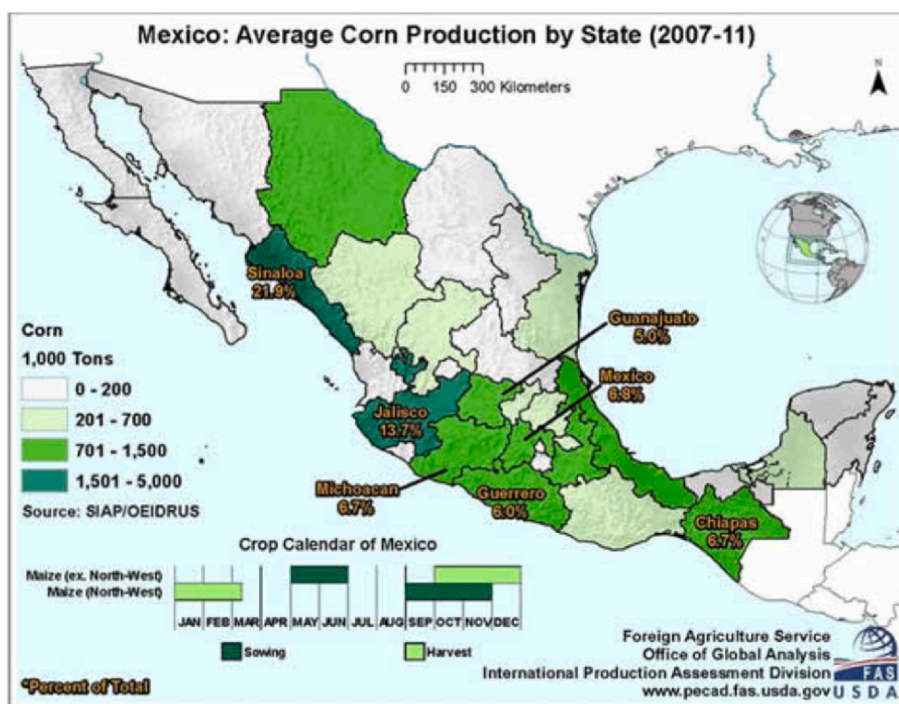 Mexico: Average Corn Production by State (2007-11)
0 150 300 Kilometers
N
Sinaloa
21.9%
Guanajuato
5.0%
Mexico
6.8%
Corn
1,000 Tons
0 - 200
201 - 700
701 - 1,500
1,501 - 5,000
Source: SIAP/OEIDRUS
Jalisco
13.7%
Michoacan
6.7%
Guerrero
6.0%
Chiapas
6.7%
Crop Calendar of Mexico
Maize (ex. North-West)
Maize (North-West)
JAN FEB MAR APR MAY JUN JUL AUG SEP OCT NOV DEC
Sowing
Harvest
*Percent of Total
Foreign Agriculture Service
Office of Global Analysis
International Production Assessment Division
www.pecad.fas.usda.gov
FAS
USDA